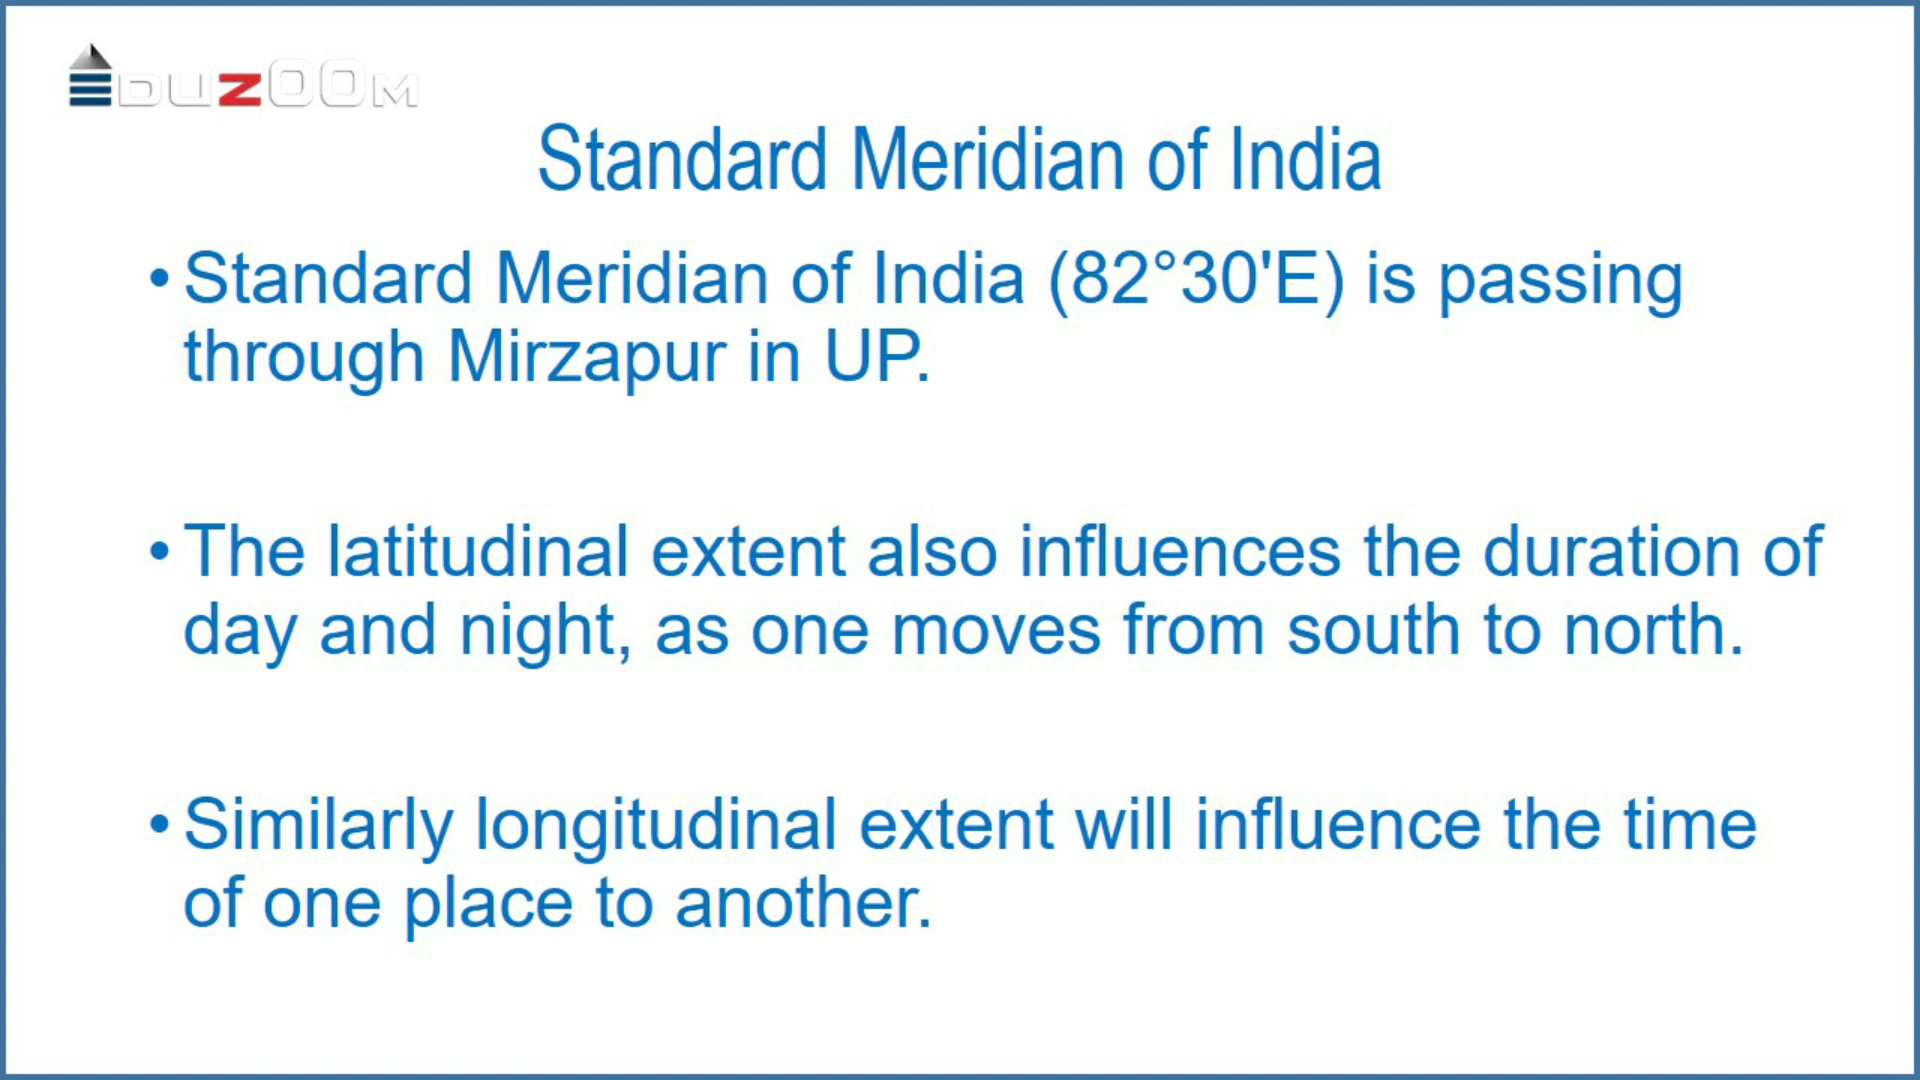 EDUZOOM
Standard Meridian of India
• Standard Meridian of India (82°30'E) is passing
through Mirzapur in UP.
• The latitudinal extent also influences the duration of
day and night, as one moves from south to north.
• Similarly longitudinal extent will influence the time
of one place to another.